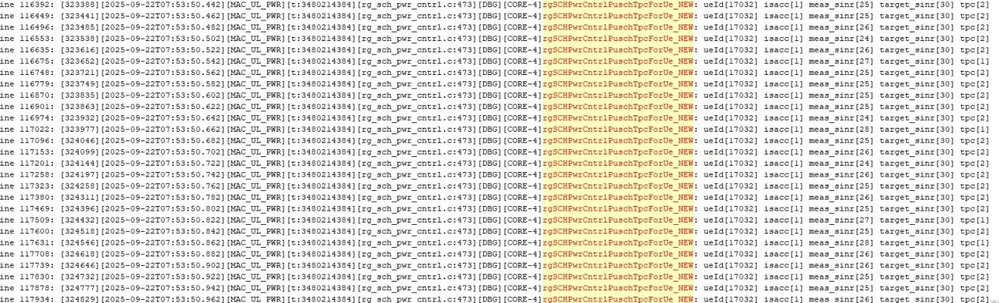 ine 116392: [323388][2025-09-22T07:53:50.442][MAC_UL_PWR][t:3480214384][rg_sch_pwr_cntrl.c:473][DBG][CORE-4]rgSCHPwrCntrlPuschTpcForUe_NEW: ueId[17032] isacc[1] meas_sinr[25] target_sinr[30] tpc[2]
ine 116449: [323441][2025-09-22T07:53:50.462][MAC_UL_PWR][t:3480214384][rg_sch_pwr_cntrl.c:473][DBG][CORE-4]rgSCHPwrCntrlPuschTpcForUe_NEW: ueId[17032] isacc[1] meas_sinr[25] target_sinr[30] tpc[2]
ine 116496: [323485][2025-09-22T07:53:50.482][MAC_UL_PWR][t:3480214384][rg_sch_pwr_cntrl.c:473][DBG][CORE-4]rgSCHPwrCntrlPuschTpcForUe_NEW: ueId[17032] isacc[1] meas_sinr[26] target_sinr[30] tpc[2]
ine 116553: [323538][2025-09-22T07:53:50.502][MAC_UL_PWR][t:3480214384][rg_sch_pwr_cntrl.c:473][DBG][CORE-4]rgSCHPwrCntrlPuschTpcForUe_NEW: ueId[17032] isacc[1] meas_sinr[24] target_sinr[30] tpc[2]
ine 116635: [323616][2025-09-22T07:53:50.522][MAC_UL_PWR][t:3480214384][rg_sch_pwr_cntrl.c:473][DBG][CORE-4]rgSCHPwrCntrlPuschTpcForUe_NEW: ueId[17032] isacc[1] meas_sinr[26] target_sinr[30] tpc[2]
ine 116675: [323652][2025-09-22T07:53:50.542][MAC_UL_PWR][t:3480214384][rg_sch_pwr_cntrl.c:473][DBG][CORE-4]rgSCHPwrCntrlPuschTpcForUe_NEW: ueId[17032] isacc[1] meas_sinr[27] target_sinr[30] tpc[1]
ine 116748: [323721][2025-09-22T07:53:50.562][MAC_UL_PWR][t:3480214384][rg_sch_pwr_cntrl.c:473][DBG][CORE-4]rgSCHPwrCntrlPuschTpcForUe_NEW: ueId[17032] isacc[1] meas_sinr[25] target_sinr[30] tpc[2]
ine 116779: [323749][2025-09-22T07:53:50.582][MAC_UL_PWR][t:3480214384][rg_sch_pwr_cntrl.c:473][DBG][CORE-4]rgSCHPwrCntrlPuschTpcForUe_NEW: ueId[17032] isacc[1] meas_sinr[25] target_sinr[30] tpc[2]
ine 116870: [323835][2025-09-22T07:53:50.602][MAC_UL_PWR][t:3480214384][rg_sch_pwr_cntrl.c:473][DBG][CORE-4]rgSCHPwrCntrlPuschTpcForUe_NEW: ueId[17032] isacc[1] meas_sinr[26] target_sinr[30] tpc[2]
ine 116901: [323863][2025-09-22T07:53:50.622][MAC_UL_PWR][t:3480214384][rg_sch_pwr_cntrl.c:473][DBG][CORE-4]rgSCHPwrCntrlPuschTpcForUe_NEW: ueId[17032] isacc[1] meas_sinr[25] target_sinr[30] tpc[2]
ine 116974: [323932][2025-09-22T07:53:50.642][MAC_UL_PWR][t:3480214384][rg_sch_pwr_cntrl.c:473][DBG][CORE-4]rgSCHPwrCntrlPuschTpcForUe_NEW: ueId[17032] isacc[1] meas_sinr[24] target_sinr[30] tpc[2]
ine 117022: [323977][2025-09-22T07:53:50.662][MAC_UL_PWR][t:3480214384][rg_sch_pwr_cntrl.c:473][DBG][CORE-4]rgSCHPwrCntrlPuschTpcForUe_NEW: ueId[17032] isacc[1] meas_sinr[28] target_sinr[30] tpc[1]
ine 117096: [324046][2025-09-22T07:53:50.682][MAC_UL_PWR][t:3480214384][rg_sch_pwr_cntrl.c:473][DBG][CORE-4]rgSCHPwrCntrlPuschTpcForUe_NEW: ueId[17032] isacc[1] meas_sinr[25] target_sinr[30] tpc[2]
ine 117153: [324099][2025-09-22T07:53:50.702][MAC_UL_PWR][t:3480214384][rg_sch_pwr_cntrl.c:473][DBG][CORE-4]rgSCHPwrCntrlPuschTpcForUe_NEW: ueId[17032] isacc[1] meas_sinr[26] target_sinr[30] tpc[2]
ine 117201: [324144][2025-09-22T07:53:50.722][MAC_UL_PWR][t:3480214384][rg_sch_pwr_cntrl.c:473][DBG][CORE-4]rgSCHPwrCntrlPuschTpcForUe_NEW: ueId[17032] isacc[1] meas_sinr[24] target_sinr[30] tpc[2]
ine 117258: [324197][2025-09-22T07:53:50.742][MAC_UL_PWR][t:3480214384][rg_sch_pwr_cntrl.c:473][DBG][CORE-4]rgSCHPwrCntrlPuschTpcForUe_NEW: ueId[17032] isacc[1] meas_sinr[26] target_sinr[30] tpc[2]
ine 117323: [324258][2025-09-22T07:53:50.762][MAC_UL_PWR][t:3480214384][rg_sch_pwr_cntrl.c:473][DBG][CORE-4]rgSCHPwrCntrlPuschTpcForUe_NEW: ueId[17032] isacc[1] meas_sinr[25] target_sinr[30] tpc[2]
ine 117380: [324311][2025-09-22T07:53:50.782][MAC_UL_PWR][t:3480214384][rg_sch_pwr_cntrl.c:473][DBG][CORE-4]rgSCHPwrCntrlPuschTpcForUe_NEW: ueId[17032] isacc[1] meas_sinr[26] target_sinr[30] tpc[2]
ine 117469: [324396][2025-09-22T07:53:50.802][MAC_UL_PWR][t:3480214384][rg_sch_pwr_cntrl.c:473][DBG][CORE-4]rgSCHPwrCntrlPuschTpcForUe_NEW: ueId[17032] isacc[1] meas_sinr[25] target_sinr[30] tpc[2]
ine 117509: [324432][2025-09-22T07:53:50.822][MAC_UL_PWR][t:3480214384][rg_sch_pwr_cntrl.c:473][DBG][CORE-4]rgSCHPwrCntrlPuschTpcForUe_NEW: ueId[17032] isacc[1] meas_sinr[27] target_sinr[30] tpc[1]
ine 117600: [324518][2025-09-22T07:53:50.842][MAC_UL_PWR][t:3480214384][rg_sch_pwr_cntrl.c:473][DBG][CORE-4]rgSCHPwrCntrlPuschTpcForUe_NEW: ueId[17032] isacc[1] meas_sinr[25] target_sinr[30] tpc[2]
ine 117631: [324546][2025-09-22T07:53:50.862][MAC_UL_PWR][t:3480214384][rg_sch_pwr_cntrl.c:473][DBG][CORE-4]rgSCHPwrCntrlPuschTpcForUe_NEW: ueId[17032] isacc[1] meas_sinr[28] target_sinr[30] tpc[1]
ine 117708: [324618][2025-09-22T07:53:50.882][MAC_UL_PWR][t:3480214384][rg_sch_pwr_cntrl.c:473][DBG][CORE-4]rgSCHPwrCntrlPuschTpcForUe_NEW: ueId[17032] isacc[1] meas_sinr[26] target_sinr[30] tpc[2]
ine 117739: [324646][2025-09-22T07:53:50.902][MAC_UL_PWR][t:3480214384][rg_sch_pwr_cntrl.c:473][DBG][CORE-4]rgSCHPwrCntrlPuschTpcForUe_NEW: ueId[17032] isacc[1] meas_sinr[26] target_sinr[30] tpc[2]
ine 117830: [324732][2025-09-22T07:53:50.922][MAC_UL_PWR][t:3480214384][rg_sch_pwr_cntrl.c:473][DBG][CORE-4]rgSCHPwrCntrlPuschTpcForUe_NEW: ueId[17032] isacc[1] meas_sinr[25] target_sinr[30] tpc[2]
ine 117878: [324777][2025-09-22T07:53:50.942][MAC_UL_PWR][t:3480214384][rg_sch_pwr_cntrl.c:473][DBG][CORE-4]rgSCHPwrCntrlPuschTpcForUe_NEW: ueId[17032] isacc[1] meas_sinr[25] target_sinr[30] tpc[2]
ine 117934: [324829][2025-09-22T07:53:50.962][MAC_UL_PWR][t:3480214384][rg_sch_pwr_cntrl.c:473][DBG][CORE-4]rgSCHPwrCntrlPuschTpcForUe_NEW: ueId[17032] isacc[1] meas_sinr[26] target_sinr[30] tpc[2]